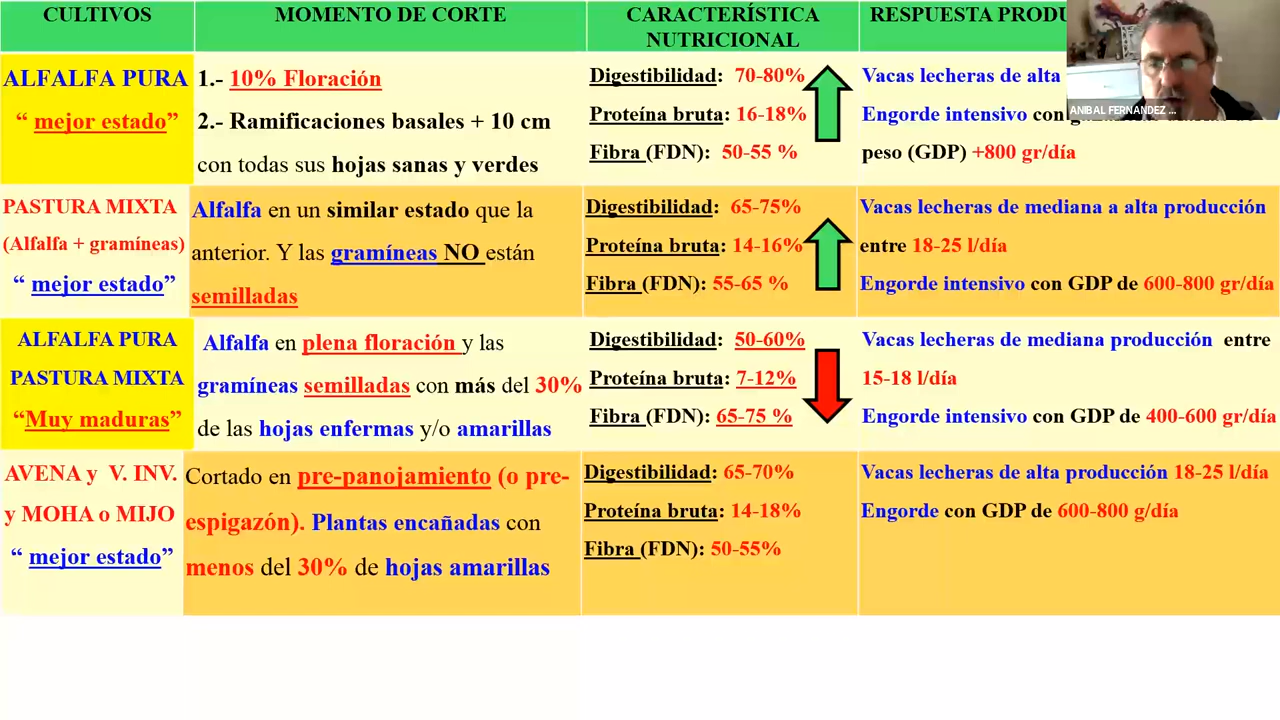 CULTIVOS
MOMENTO DE CORTE
CARACTERÍSTICA
NUTRICIONAL
RESPUESTA
ALFALFA PURA
“ mejor estado”
1.- 10% Floración
2.- Ramificaciones basales + 10 cm
con todas sus hojas sanas y verdes
Digestibilidad: 70-80%
Proteína bruta: 16-18%
Fibra (FDN): 50-55 %
Vacas lecheras de alta
Engorde intensivo con
peso (GDP) +800 gr/día
PASTURA MIXTA
(Alfalfa + gramíneas)
“ mejor estado”
Alfalfa en un similar estado que la
anterior. Y las gramíneas NO están
semilladas
Digestibilidad: 65-75%
Proteína bruta: 14-16%
Fibra (FDN): 55-65 %
Vacas lecheras de mediana a alta producción
entre 18-25 l/día
Engorde intensivo con GDP de 600-800 gr/día
ALFALFA PURA
PASTURA MIXTA
“Muy maduras”
Alfalfa en plena floración y las
gramíneas semilladas con más del 30%
de las hojas enfermas y/o amarillas
Digestibilidad: 50-60%
Proteína bruta: 7-12%
Fibra (FDN): 65-75 %
Vacas lecheras de mediana producción entre
15-18 l/día
Engorde intensivo con GDP de 400-600 gr/día
AVENA y V. INV.
y MOHA o MIJO
“ mejor estado”
Cortado en pre-panojamiento (o pre-
espigazón). Plantas encañadas con
menos del 30% de hojas amarillas
Digestibilidad: 65-70%
Proteína bruta: 14-18%
Fibra (FDN): 50-55%
Vacas lecheras de alta producción 18-25 l/día
Engorde con GDP de 600-800 g/día
ANIBAL FERNANDEZ ...